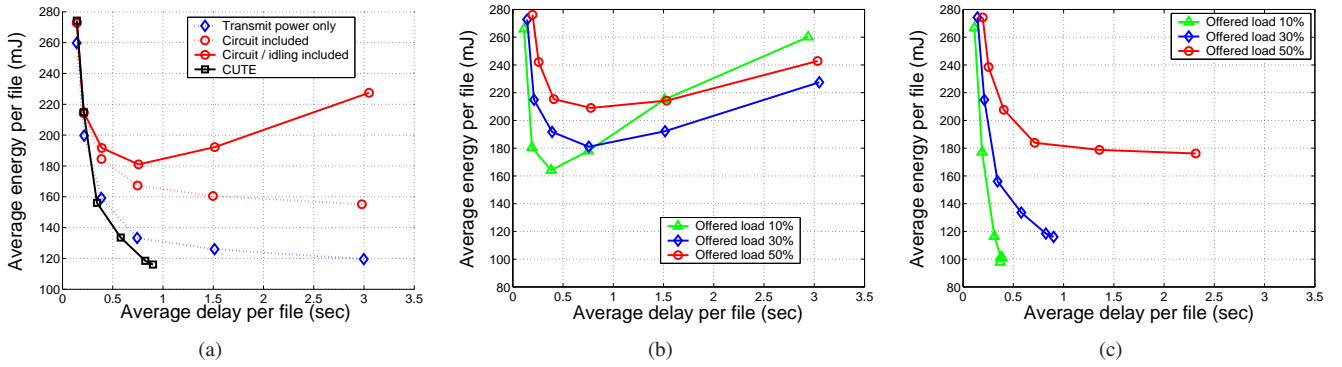 280
260
240
220
200
180
160
140
120
100
0
0.5
1
1.5
2
2.5
3
3.5
Average energy per file (mJ)
Average delay per file (sec)
Transmit power only
Circuit included
Circuit / idling included
CUTE
(a)
280
260
240
220
200
180
160
140
120
100
80
0
0.5
1
1.5
2
2.5
3
3.5
Average energy per file (mJ)
Average delay per file (sec)
Offered load 10%
Offered load 30%
Offered load 50%
(b)
280
260
240
220
200
180
160
140
120
100
80
0
0.5
1
1.5
2
2.5
3
3.5
Average energy per file (mJ)
Average delay per file (sec)
Offered load 10%
Offered load 30%
Offered load 50%
(c)